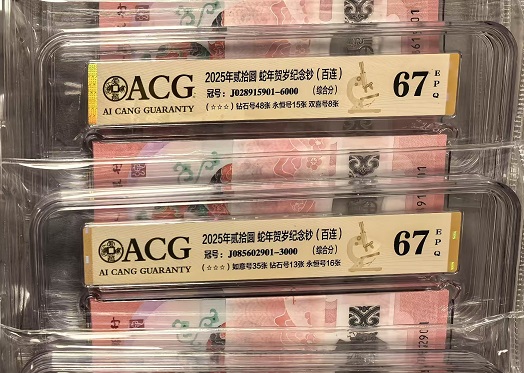 ACG
AI CANG GUARANTY
2025年贰拾圆 蛇年贺岁纪念钞（百连）
冠号：J028915901-6000 （综合分）
（☆☆☆）钻石号48张 永恒号15张 双喜号8张
67
EPQ
5901
ACG
AI CANG GUARANTY
2025年贰拾圆 蛇年贺岁纪念钞（百连）
冠号：J085602901-3000 （综合分）
（☆☆☆）如意号35张 钻石号13张 永恒号16张
67
EPQ
2901